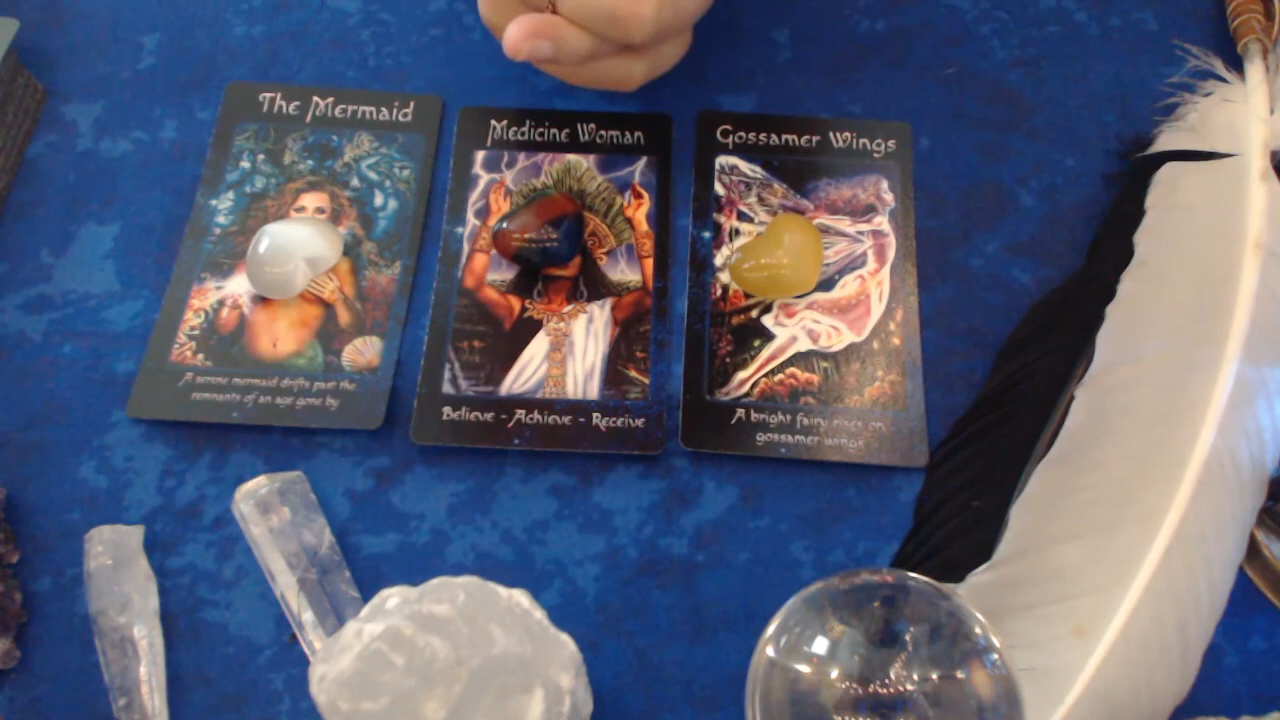 The Mermaid
A serene mermaid drifts past the
remnants of an age gone by
Medicine Woman
Believe - Achieve - Receive
Gossamer Wings
A bright fairy rises on
gossamer wings